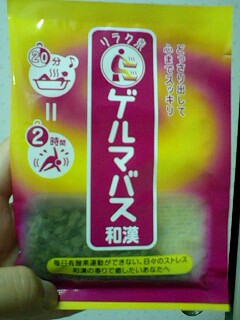 リラク泉
ゲルマバス
和漢
どっさり出して
心までスッキリ
20分
=
2時間
毎日有酸素運動ができない、日々のストレス
和漢の香りで癒したいあなたへ